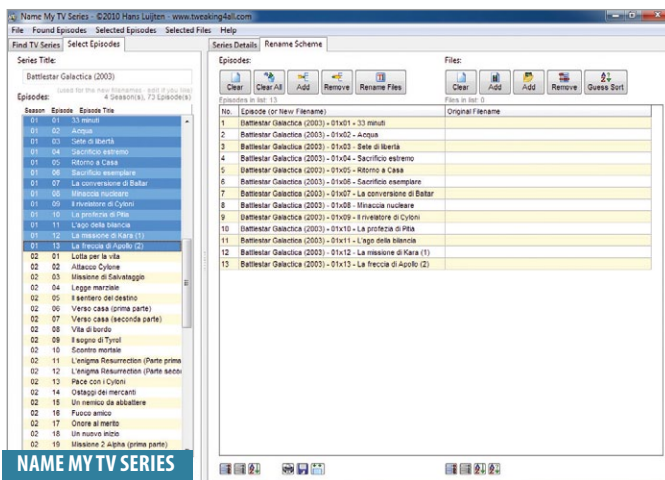 Name My TV Series - ©2010 Hans Luijten - www.tweaking4all.com
File Found Episodes Selected Episodes Selected Files Help
Find TV Series Select Episodes
Series Title:
Battlestar Galactica (2003)
(used for the new filenames - edit if you like)
Episodes: 4 Season(s), 73 Episode(s)
Season Episode Episode Title
01 01 33 minuti
01 02 Acqua
01 03 Sete di libertà
01 04 Sacrificio estremo
01 05 Ritorno a Casa
01 06 Sacrificio esemplare
01 07 La conversione di Baltar
01 08 Minaccia nucleare
01 09 Il rivelatore di Cyloni
01 10 La profezia di Pitia
01 11 L'ago della bilancia
01 12 La missione di Kara (1)
01 13 La freccia di Apollo (2)
02 01 Lotta per la vita
02 02 Attacco Cylone
02 03 Missione di Salvataggio
02 04 Legge marziale
02 05 Il sentiero del destino
02 06 Verso casa (prima parte)
02 07 Verso casa (seconda parte)
02 08 Vita di bordo
02 09 Il sogno di Tyrol
02 10 Scontro mortale
02 11 L'enigma Resurrection (Parte prima
02 12 L'enigma Resurrection (Parte secon
02 13 Pace con i Cyloni
02 14 Ostaggi dei mercanti
02 15 Un nemico da abbattere
02 16 Fuoco amico
02 17 Onore al merito
02 18 Un nuovo inizio
02 19 Missione 2 Alpha (prima parte)
NAME MY TV SERIES
Series Details Rename Scheme
Episodes:
Clear Clear All Add Remove Rename Files
Episodes in list: 13
No. Episode (or New Filename)
1 Battlestar Galactica (2003) - 01x01 - 33 minuti
2 Battlestar Galactica (2003) - 01x02 - Acqua
3 Battlestar Galactica (2003) - 01x03 - Sete di libertà
4 Battlestar Galactica (2003) - 01x04 - Sacrificio estremo
5 Battlestar Galactica (2003) - 01x05 - Ritorno a Casa
6 Battlestar Galactica (2003) - 01x06 - Sacrificio esemplare
7 Battlestar Galactica (2003) - 01x07 - La conversione di Baltar
8 Battlestar Galactica (2003) - 01x08 - Minaccia nucleare
9 Battlestar Galactica (2003) - 01x09 - Il rivelatore di Cyloni
10 Battlestar Galactica (2003) - 01x10 - La profezia di Pitia
11 Battlestar Galactica (2003) - 01x11 - L'ago della bilancia
12 Battlestar Galactica (2003) - 01x12 - La missione di Kara (1)
13 Battlestar Galactica (2003) - 01x13 - La freccia di Apollo (2)
Files:
Clear Add Add Remove Guess Sort
Files in list: 0
Original Filename